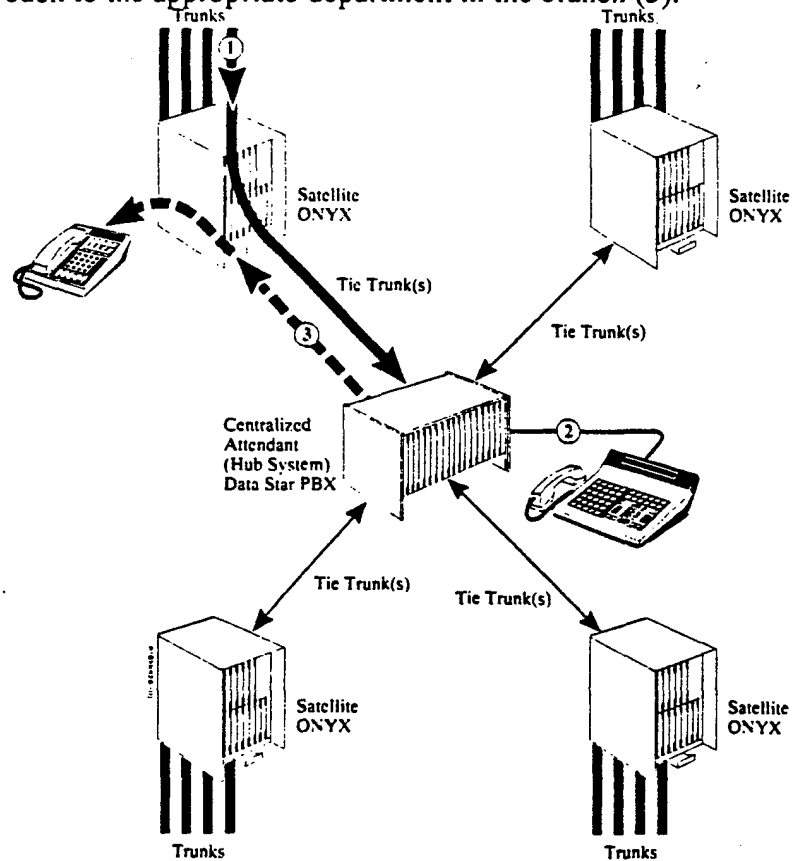 back to the appropriate department in the branch (3).
Trunks
Trunks
1
Satellite
ONYX
Satellite
ONYX
Tie Trunk(s)
Tie Trunk(s)
3
Centralized
Attendant
(Hub System)
Data Star PBX
2
Tie Trunk(s)
Tie Trunk(s)
Satellite
ONYX
Satellite
ONYX
Trunks
Trunks